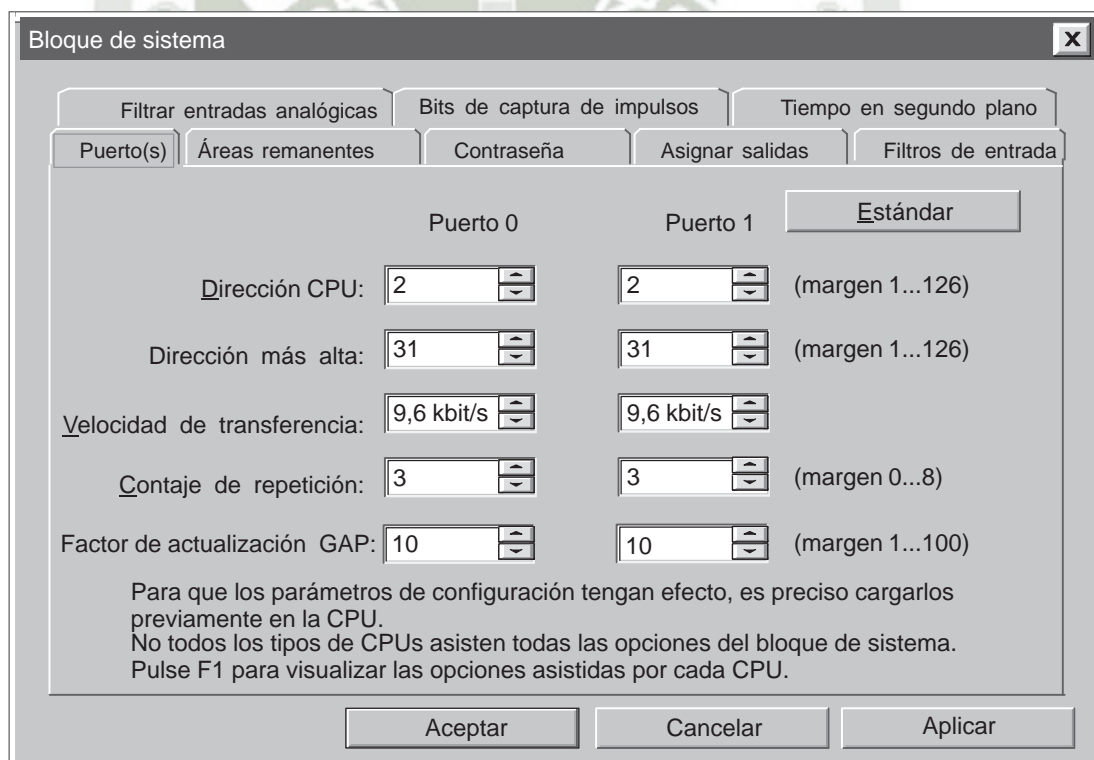 Bloque de sistema
Filtrar entradas analógicas Bits de captura de impulsos Tiempo en segundo plano
Puerto(s) Áreas remanentes Contraseña Asignar salidas Filtros de entrada
Puerto 0 Puerto 1 Estándar
Dirección CPU: 2 2 (margen 1...126)
Dirección más alta: 31 31 (margen 1...126)
Velocidad de transferencia: 9,6 kbit/s 9,6 kbit/s
Contaje de repetición: 3 3 (margen 0...8)
Factor de actualización GAP: 10 10 (margen 1...100)
Para que los parámetros de configuración tengan efecto, es preciso cargarlos
previamente en la CPU.
No todos los tipos de CPUs asisten todas las opciones del bloque de sistema.
Pulse F1 para visualizar las opciones asistidas por cada CPU.
Aceptar Cancelar Aplicar